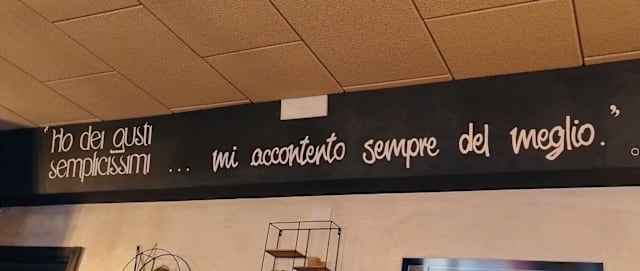 "Ho dei gusti
semplicissimi ... mi accontento sempre del meglio."